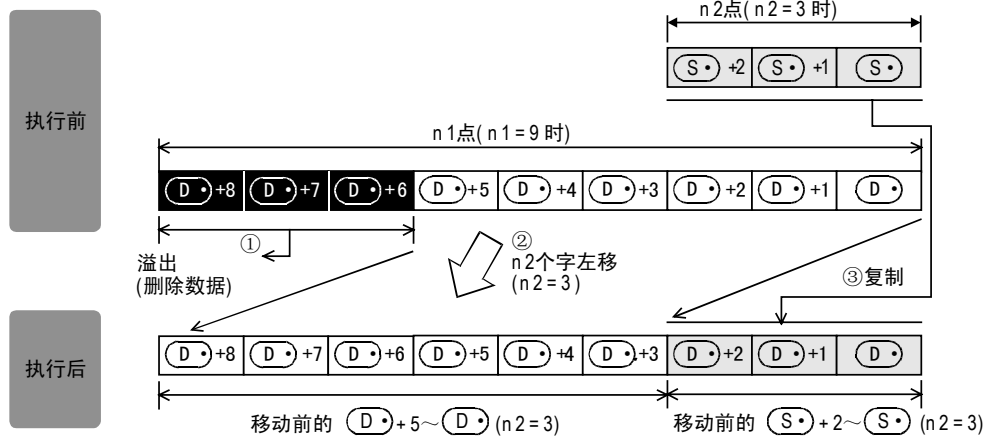 n2点(n2=3时)
S• +2 S• +1 S•
执行前
n1点(n1=9时)
D•+8 D•+7 D•+6 D•+5 D•+4 D•+3 D•+2 D•+1 D•
①
溢出
(删除数据)
②
n2个字左移
(n2=3)
③复制
执行后
D•+8 D•+7 D•+6 D•+5 D•+4 D•+3 D•+2 D•+1 D•
移动前的 D•+5～D•(n2=3)
移动前的 S•+2～S•(n2=3)